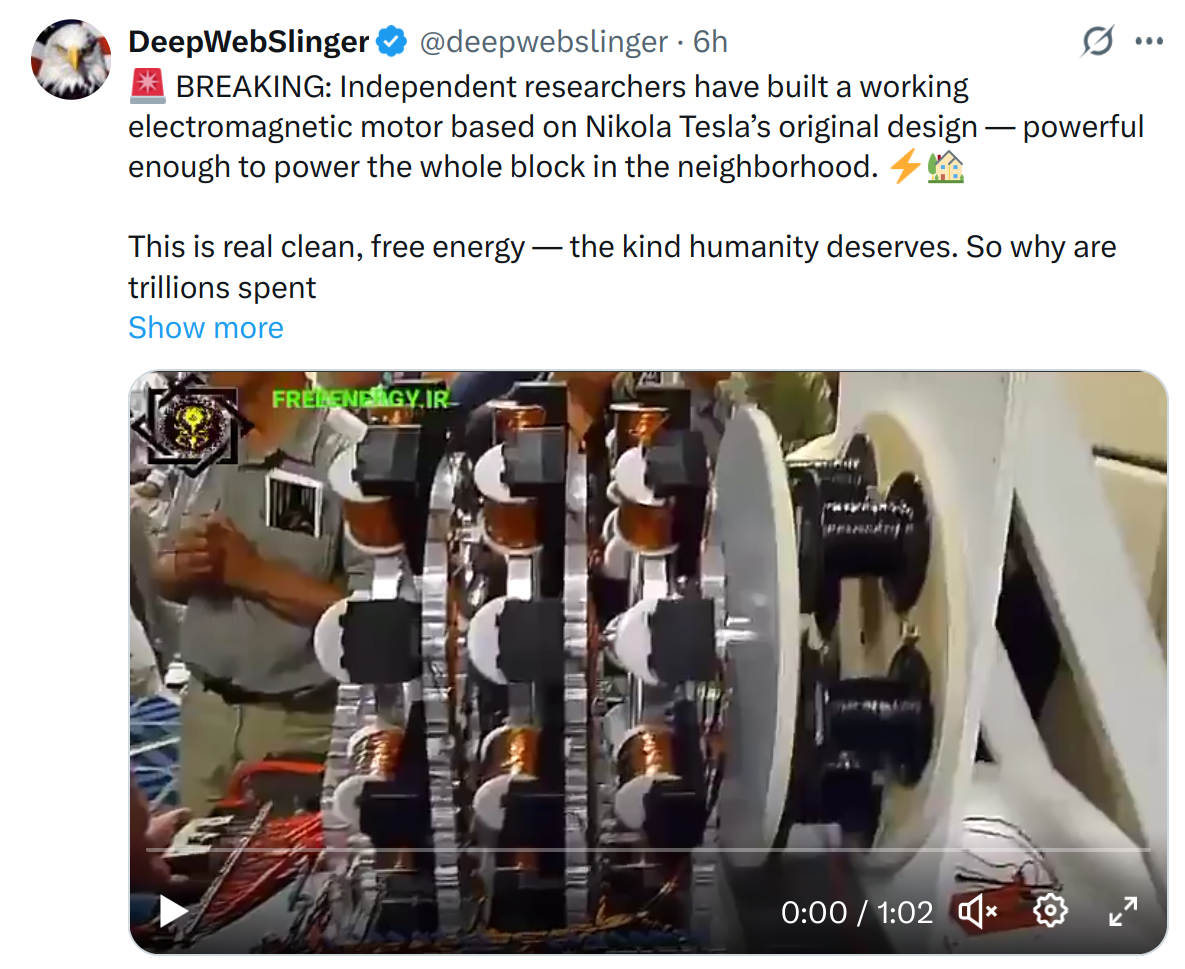 DeepWebSlinger @deepwebslinger · 6h
🚨 BREAKING: Independent researchers have built a working
electromagnetic motor based on Nikola Tesla’s original design — powerful
enough to power the whole block in the neighborhood. ⚡🏡
This is real clean, free energy — the kind humanity deserves. So why are
trillions spent
Show more
FREEENERGY.IR
0:00 / 1:02